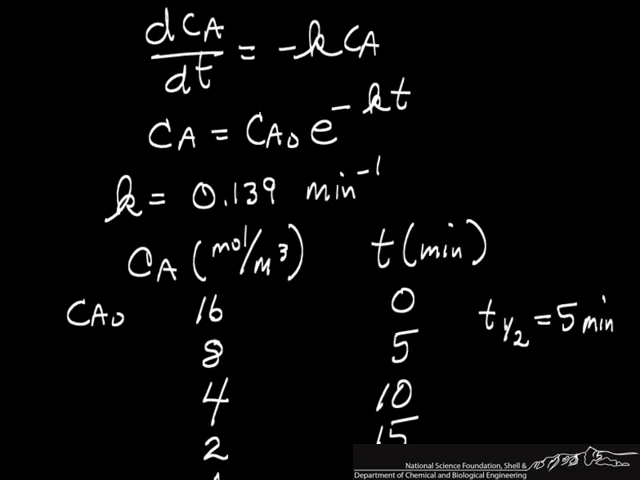 dCA/dt = -kCA
CA = CA0 e^-kt
k = 0.139 min^-1
CA (mol/m^3) t (min)
CA0 16 0 t1/2 = 5 min
8 5
4 10
2 15
National Science Foundation, Shell &
Department of Chemical and Biological Engineering